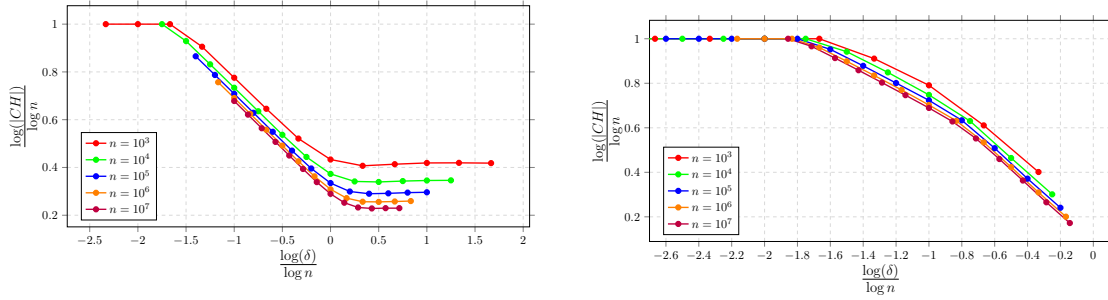 1
0.8
0.6
0.4
0.2
log(|CH|)
log n
n = 10³
n = 10⁴
n = 10⁵
n = 10⁶
n = 10⁷
−2.5 −2 −1.5 −1 −0.5 0 0.5 1 1.5 2
log(δ)
log n
1
0.8
0.6
0.4
0.2
log(|CH|)
log n
n = 10³
n = 10⁴
n = 10⁵
n = 10⁶
n = 10⁷
−2.6 −2.4 −2.2 −2 −1.8 −1.6 −1.4 −1.2 −1 −0.8 −0.6 −0.4 −0.2 0
log(δ)
log n